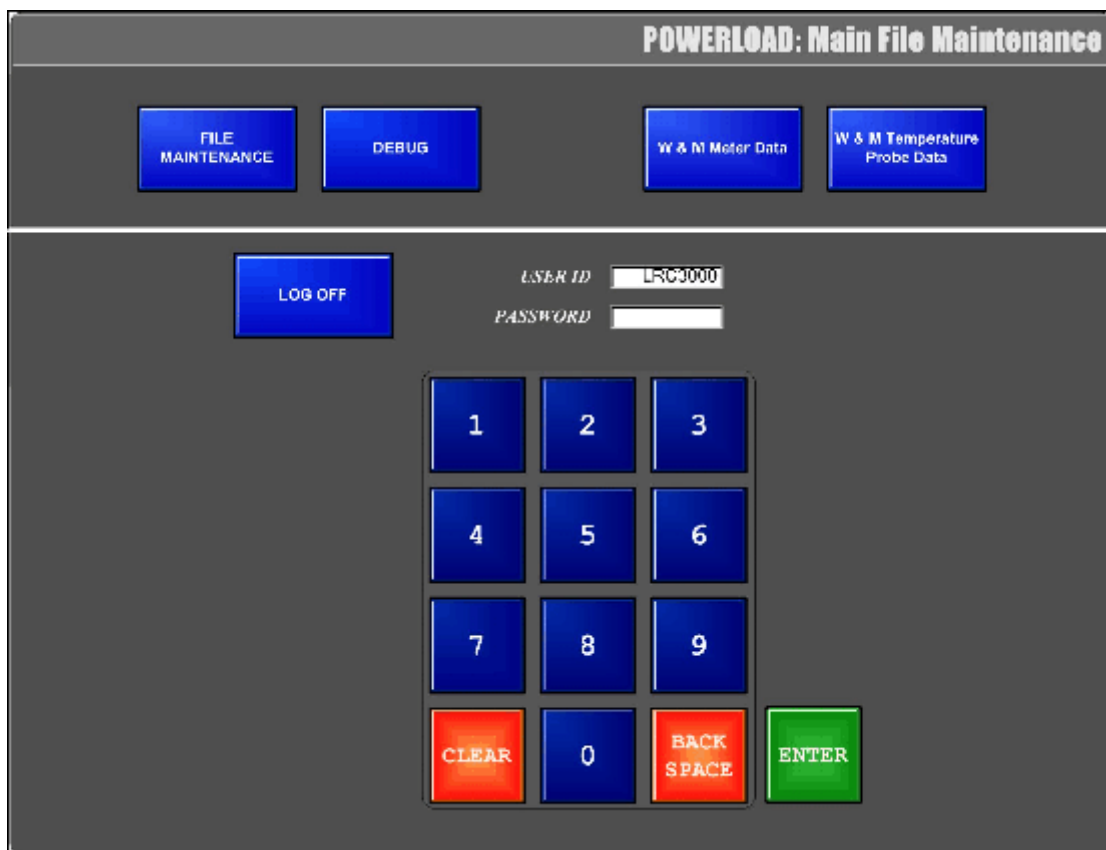 POWERLOAD: Main File Maintenance
FILE
MAINTENANCE
DEBUG
W & M Meter Data
W & M Temperature
Probe Data
LOG OFF
USER ID LRC3000
PASSWORD
1 2 3
4 5 6
7 8 9
CLEAR 0 BACK
SPACE ENTER